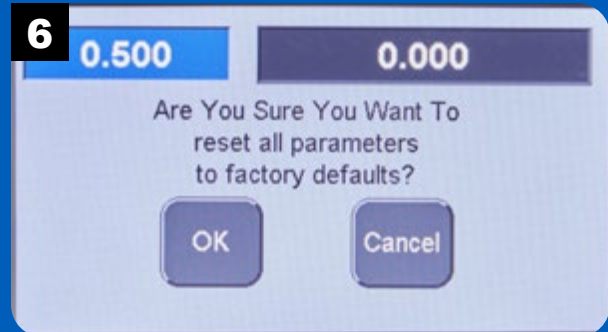 6
0.500 0.000
Are You Sure You Want To
reset all parameters
to factory defaults?
OK Cancel